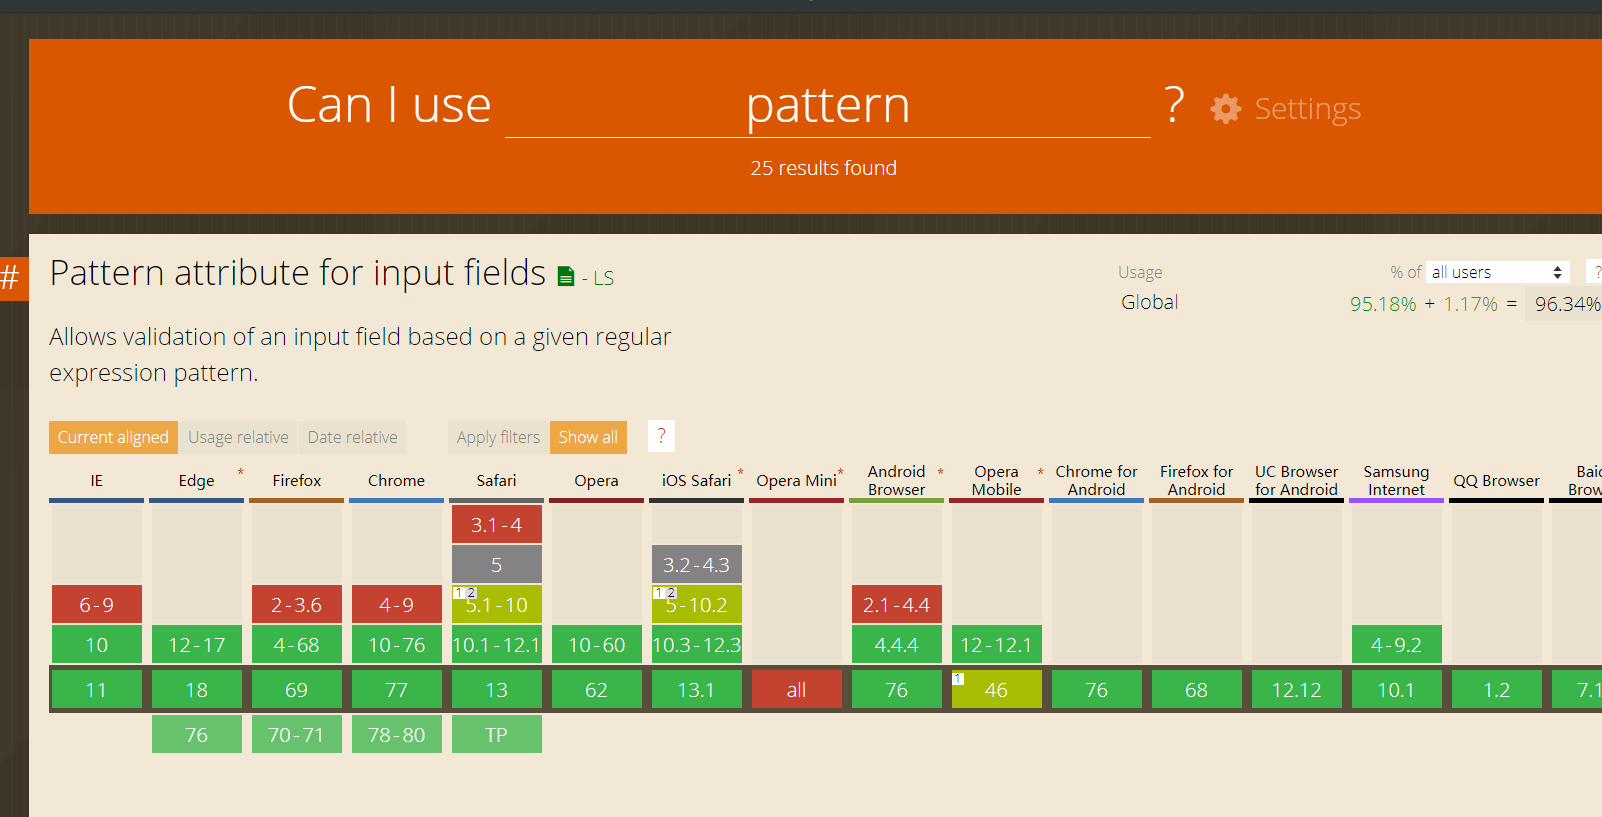 Can I use pattern ? Settings
25 results found
#
Pattern attribute for input fields - LS
Usage % of all users ?
Global 95.18% + 1.17% = 96.34%
Allows validation of an input field based on a given regular
expression pattern.
Current aligned Usage relative Date relative Apply filters Show all ?
IE Edge * Firefox Chrome Safari Opera iOS Safari * Opera Mini * Android Browser * Opera Mobile * Chrome for Android Firefox for Android UC Browser for Android Samsung Internet QQ Browser
3.1-4
5 3.2-4.3
6-9 2-3.6 4-9 1 2 5.1-10 1 2 5-10.2 2.1-4.4
10 12-17 4-68 10-76 10.1-12.1 10-60 10.3-12.3 4.4.4 12-12.1 4-9.2
11 18 69 77 13 62 13.1 all 76 1 46 76 68 12.12 10.1 1.2
76 70-71 78-80 TP